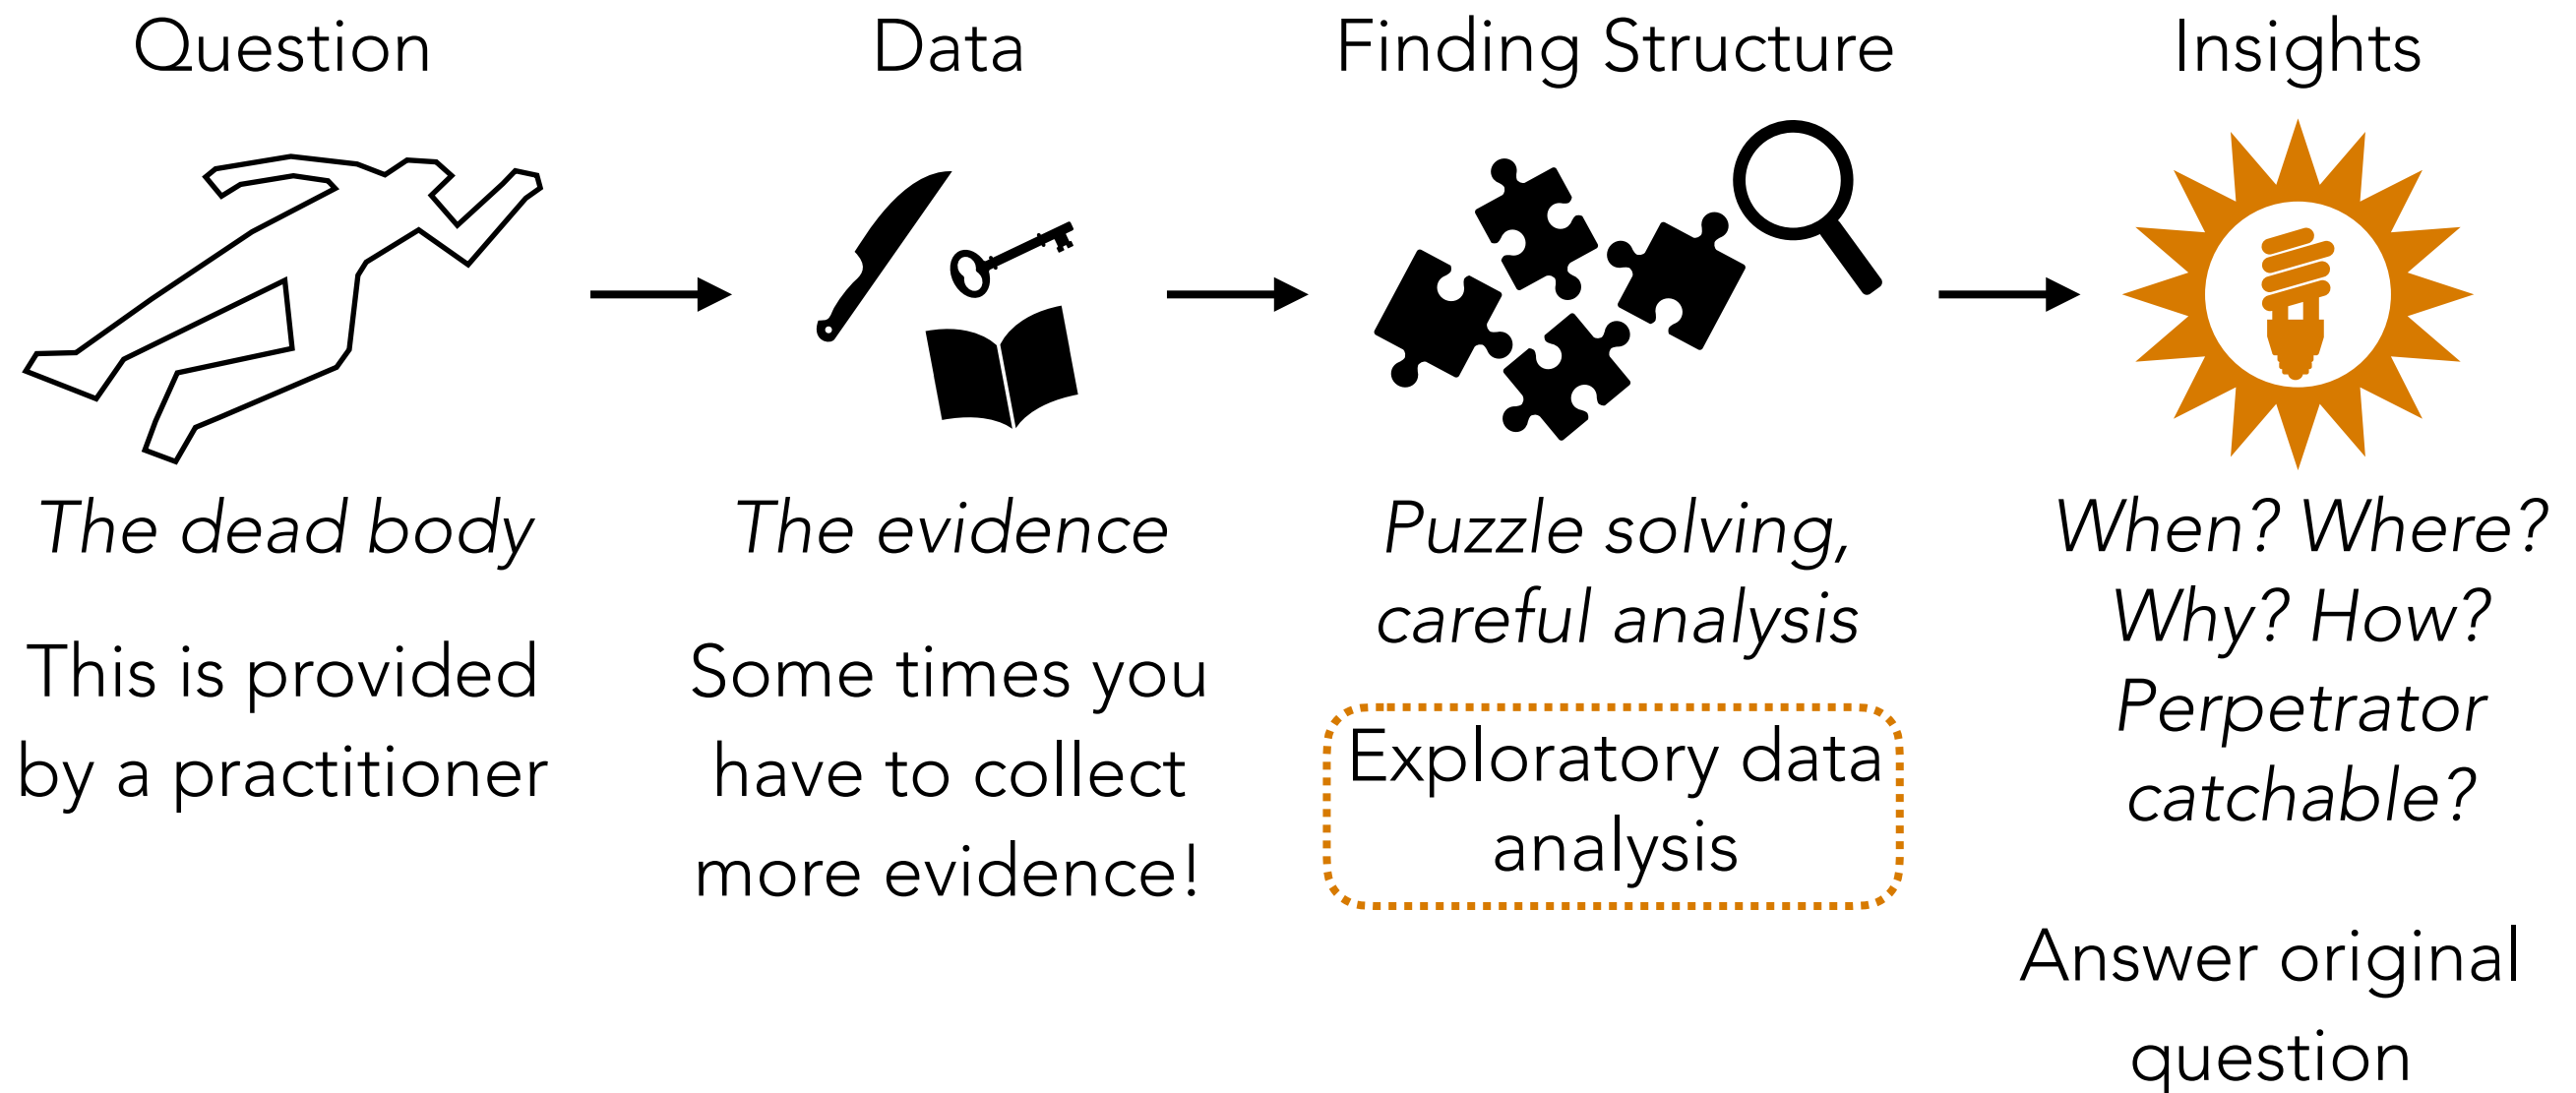 Question
The dead body
This is provided
by a practitioner
Data
The evidence
Some times you
have to collect
more evidence!
Finding Structure
Puzzle solving,
careful analysis
Exploratory data
analysis
Insights
When? Where?
Why? How?
Perpetrator
catchable?
Answer original
question